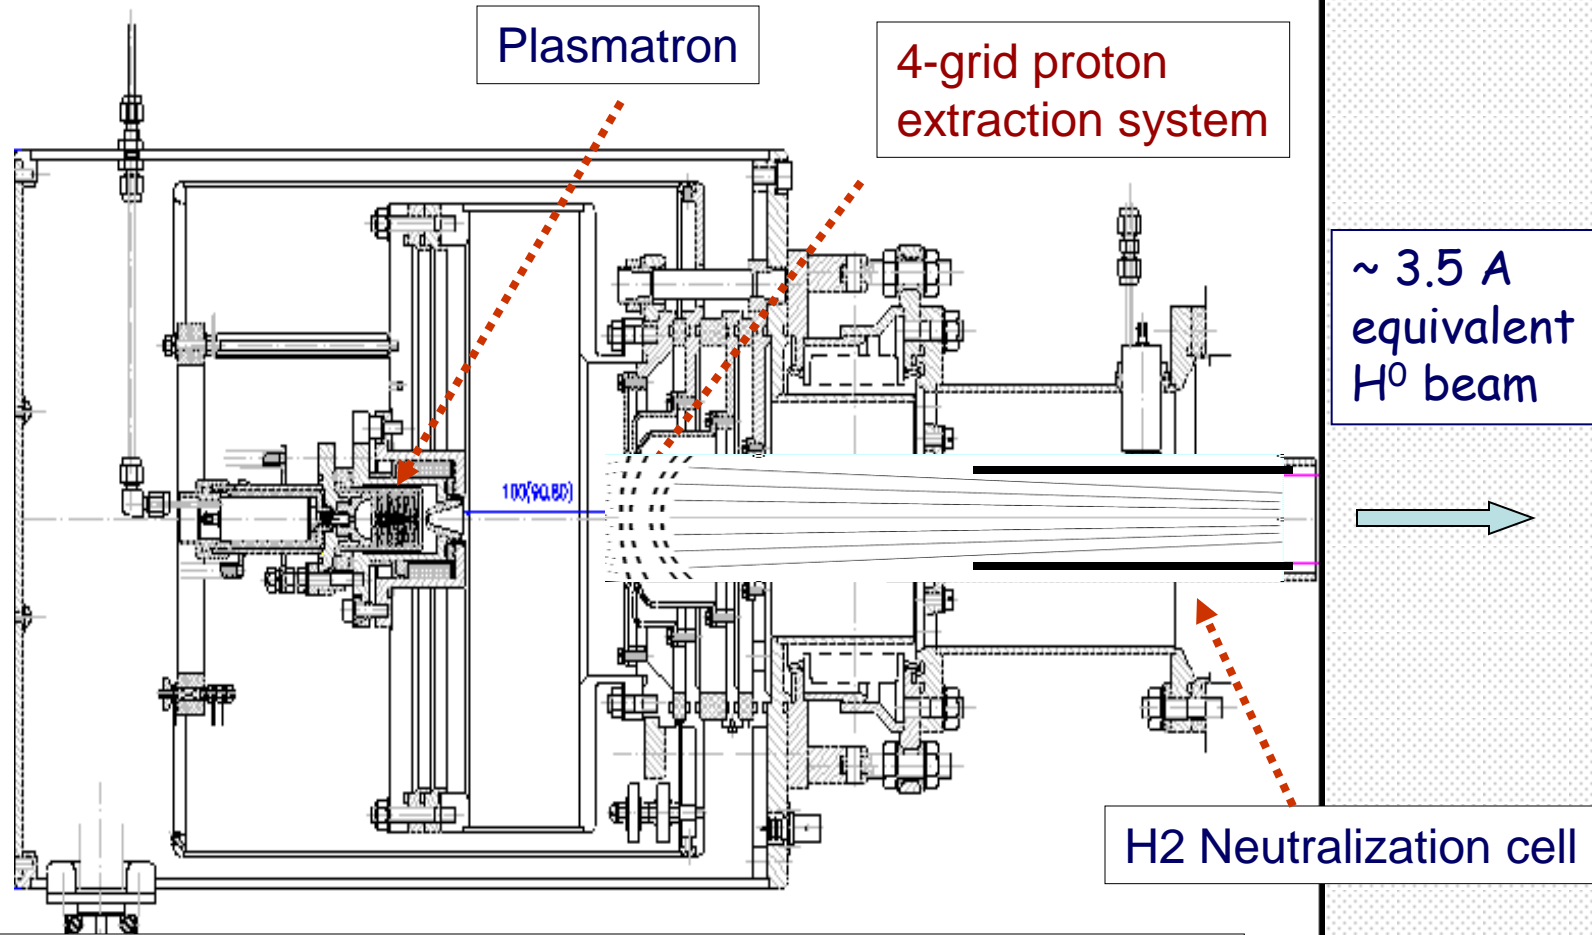 Plasmatron
4-grid proton
extraction system
~ 3.5 A
equivalent
H⁰ beam
100(90,80)
H2 Neutralization cell